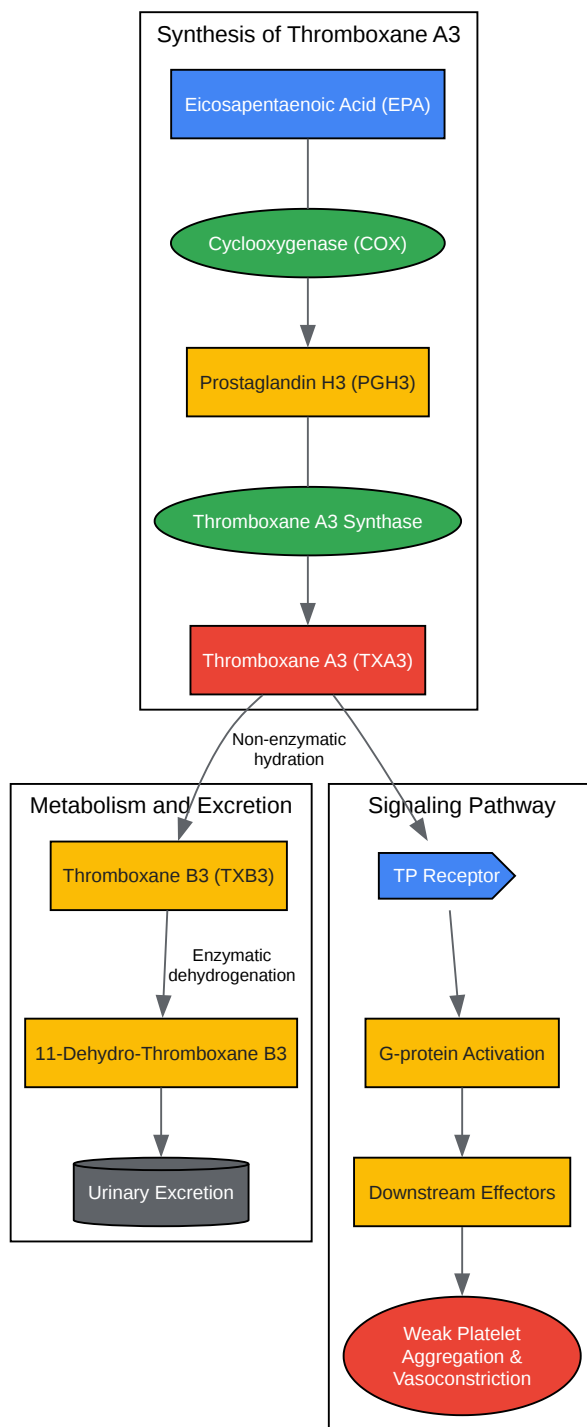 Synthesis of Thromboxane A3
Eicosapentaenoic Acid (EPA)
Cyclooxygenase (COX)
Prostaglandin H3 (PGH3)
Thromboxane A3 Synthase
Thromboxane A3 (TXA3)
Non-enzymatic
hydration
Metabolism and Excretion
Thromboxane B3 (TXB3)
Enzymatic
dehydrogenation
11-Dehydro-Thromboxane B3
Urinary Excretion
Signaling Pathway
TP Receptor
G-protein Activation
Downstream Effectors
Weak Platelet
Aggregation &
Vasoconstriction